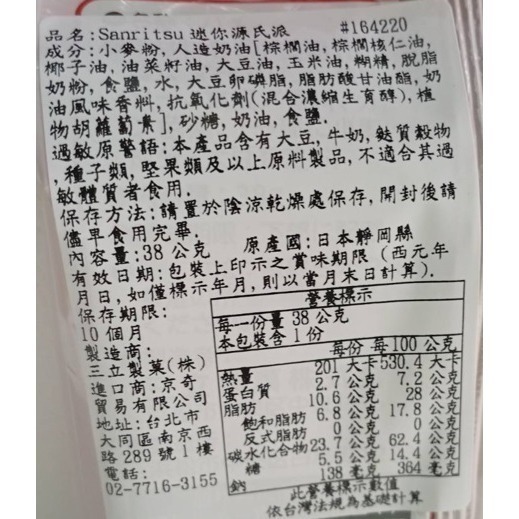 品名:Sanritsu 迷你源氏派 #164220
成分:小麥粉,人造奶油[棕櫚油,棕櫚核仁油,
椰子油,油菜籽油,大豆油,玉米油,糊精,脫脂
奶粉,食鹽,水,大豆卵磷脂,脂肪酸甘油酯,奶
油風味香料,抗氧化劑(混合濃縮生育醇),植
物胡蘿蔔素],砂糖,奶油,食鹽.
過敏原警語:本產品含有大豆,牛奶,麩質穀物
,種子類,堅果類及以上原料製品,不適合其過
敏體質者食用.
保存方法:請置於陰涼乾燥處保存,開封後請
儘早食用完畢.
內容量:38 公克 原產國:日本靜岡縣
有效日期:包裝上印示之賞味期限 (西元年
月日,如僅標示年月,則以當月末日計算).
保存期限:
10 個月
製造商:
三立製菓(株)
進口商:京奇
貿易有限公司
地址:台北市
大同區南京西
路 289 號 1 樓
電話:
02-7716-3155
營養標示
每一份量 38 公克
本包裝含 1 份
每份 每 100 公克
熱量 201 大卡 530.4 大卡
蛋白質 2.7 公克 7.2 公克
脂肪 10.6 公克 28 公克
飽和脂肪 6.8 公克 17.8 公克
反式脂肪 0 公克 0 公克
碳水化合物 23.7 公克 62.4 公克
糖 5.5 公克 14.4 公克
鈉 138 毫克 364 毫克
此營養標示數值
依台灣法規為基礎計算